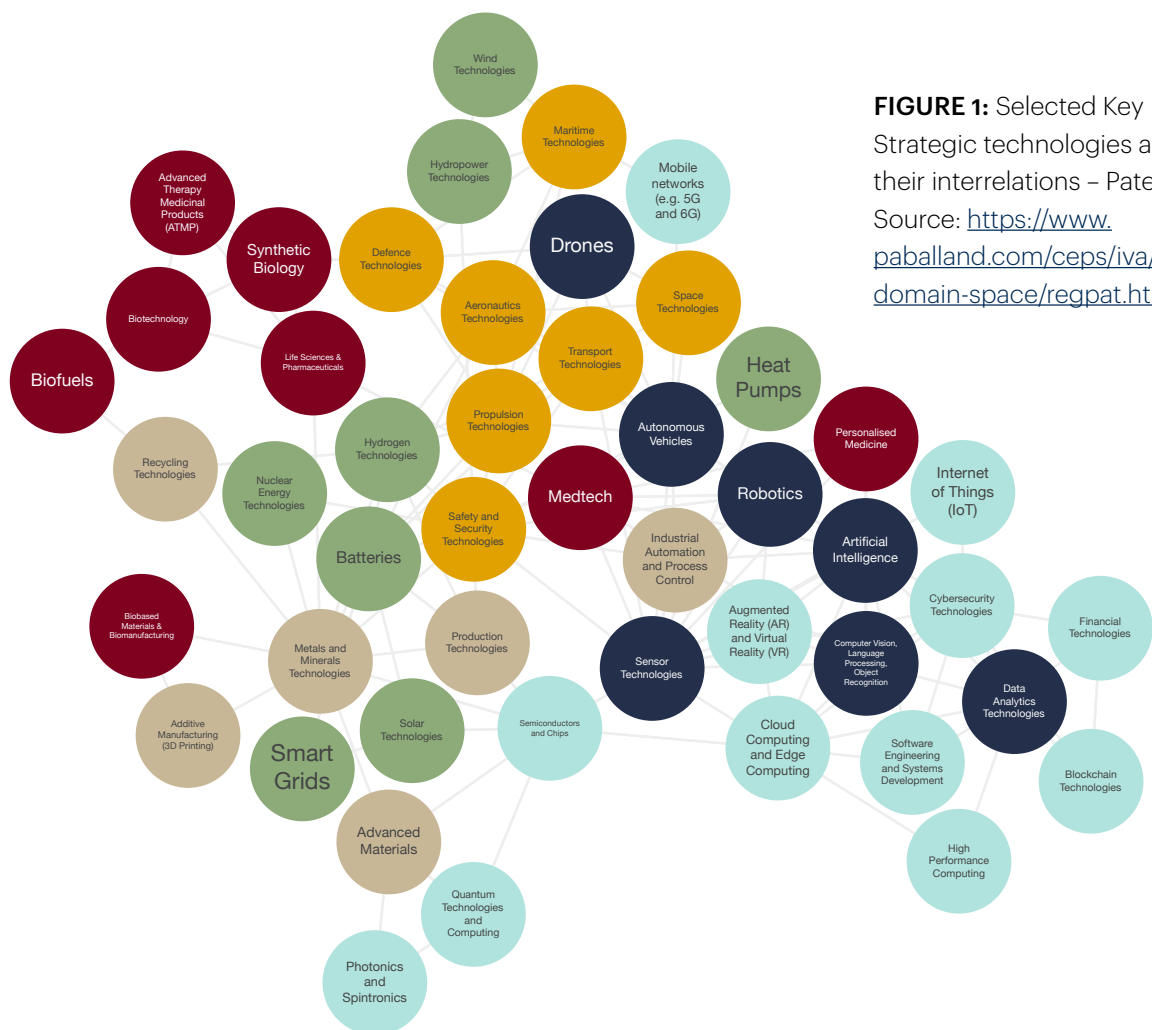 Wind
Technologies
Maritime
Technologies
Hydropower
Technologies
Mobile
networks
(e.g. 5G
and 6G)
FIGURE 1: Selected Key
Strategic technologies a
their interrelations – Pate
Source: https://www.
paballand.com/ceps/iva/
domain-space/regpat.ht
Advanced
Therapy
Medicinal
Products
(ATMP)
Synthetic
Biology
Defence
Technologies
Drones
Biotechnology
Aeronautics
Technologies
Space
Technologies
Life Sciences &
Pharmaceuticals
Transport
Technologies
Heat
Pumps
Biofuels
Propulsion
Technologies
Autonomous
Vehicles
Personalised
Medicine
Recycling
Technologies
Hydrogen
Technologies
Nuclear
Energy
Technologies
Medtech
Robotics
Internet
of Things
(IoT)
Safety and
Security
Technologies
Batteries
Industrial
Automation
and Process
Control
Artificial
Intelligence
Biobased
Materials &
Biomanufacturing
Metals and
Minerals
Technologies
Production
Technologies
Sensor
Technologies
Augmented
Reality (AR)
and Virtual
Reality (VR)
Computer Vision,
Language
Processing,
Object
Recognition
Cybersecurity
Technologies
Financial
Technologies
Additive
Manufacturing
(3D Printing)
Solar
Technologies
Semiconductors
and Chips
Data
Analytics
Technologies
Smart
Grids
Cloud
Computing
and Edge
Computing
Software
Engineering
and Systems
Development
Blockchain
Technologies
Advanced
Materials
High
Performance
Computing
Quantum
Technologies
and
Computing
Photonics
and
Spintronics